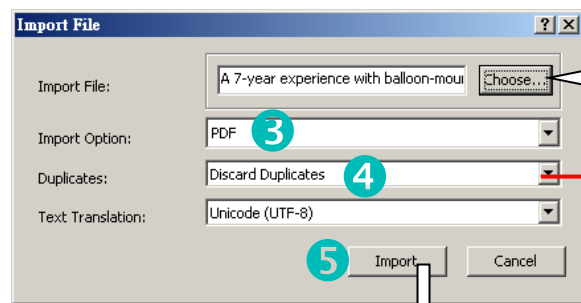 Import File
Import File: A 7-year experience with balloon-mou Choose...
Import Option: PDF 3
Duplicates: Discard Duplicates 4
Text Translation: Unicode (UTF-8)
5 Import Cancel